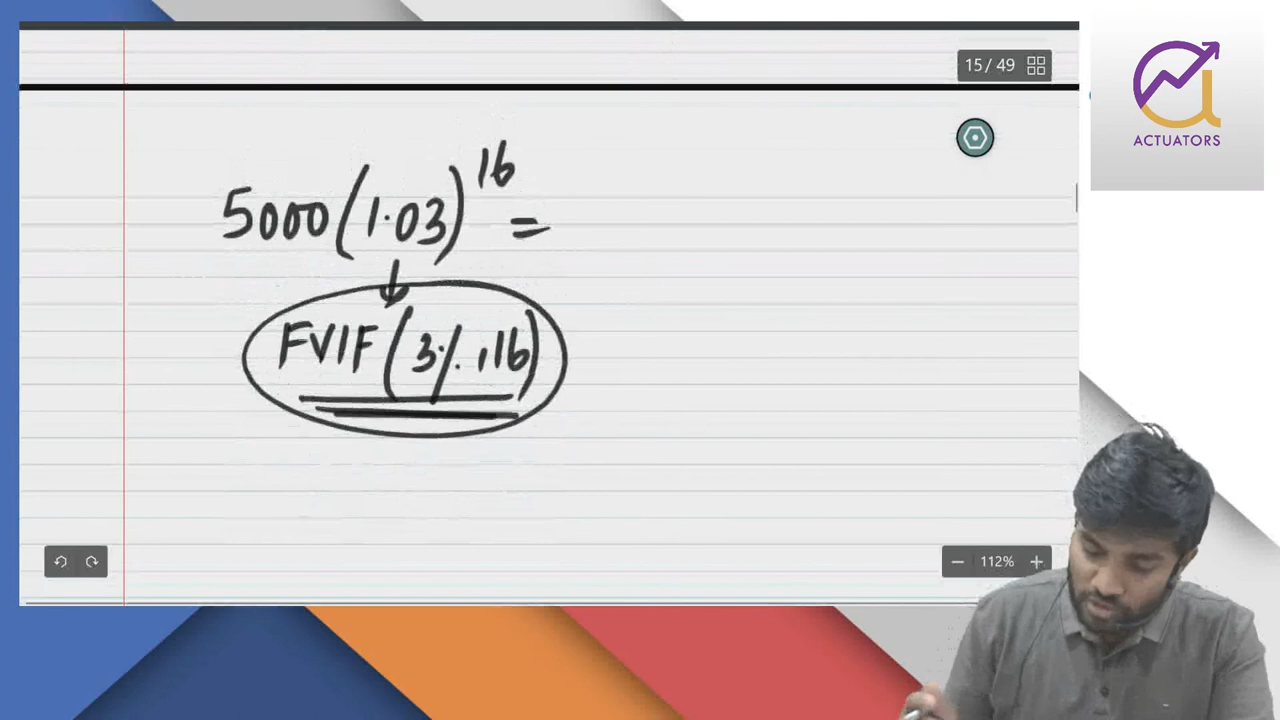 15 / 49
ACTUATORS
5000 (1.03)^16 =
↓
FVIF (3%, 16)
112%